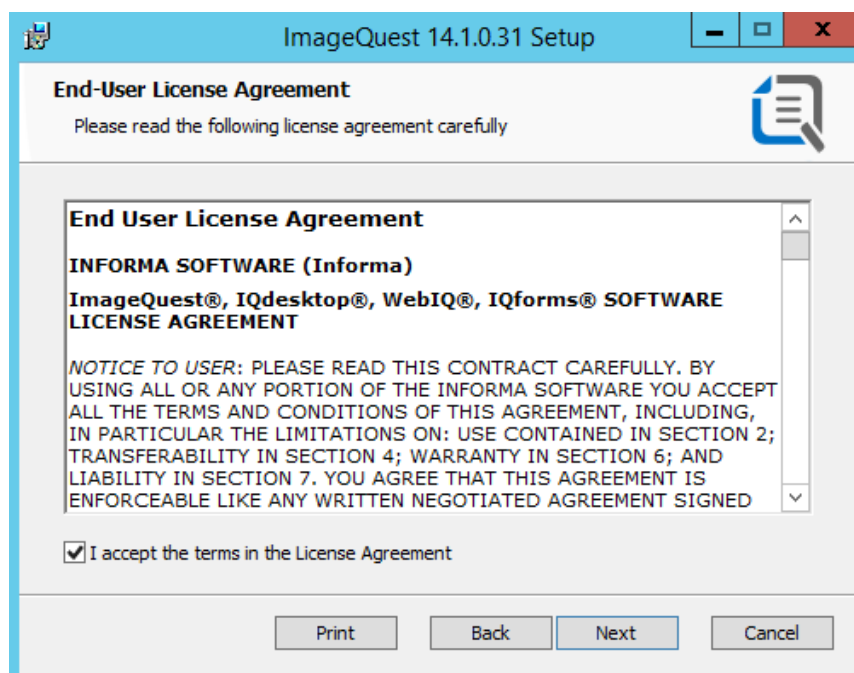 ImageQuest 14.1.0.31 Setup
End-User License Agreement
Please read the following license agreement carefully
End User License Agreement
INFORMA SOFTWARE (Informa)
ImageQuest®, IQdesktop®, WebIQ®, IQforms® SOFTWARE
LICENSE AGREEMENT
NOTICE TO USER: PLEASE READ THIS CONTRACT CAREFULLY. BY
USING ALL OR ANY PORTION OF THE INFORMA SOFTWARE YOU ACCEPT
ALL THE TERMS AND CONDITIONS OF THIS AGREEMENT, INCLUDING,
IN PARTICULAR THE LIMITATIONS ON: USE CONTAINED IN SECTION 2;
TRANSFERABILITY IN SECTION 4; WARRANTY IN SECTION 6; AND
LIABILITY IN SECTION 7. YOU AGREE THAT THIS AGREEMENT IS
ENFORCEABLE LIKE ANY WRITTEN NEGOTIATED AGREEMENT SIGNED
I accept the terms in the License Agreement
Print Back Next Cancel